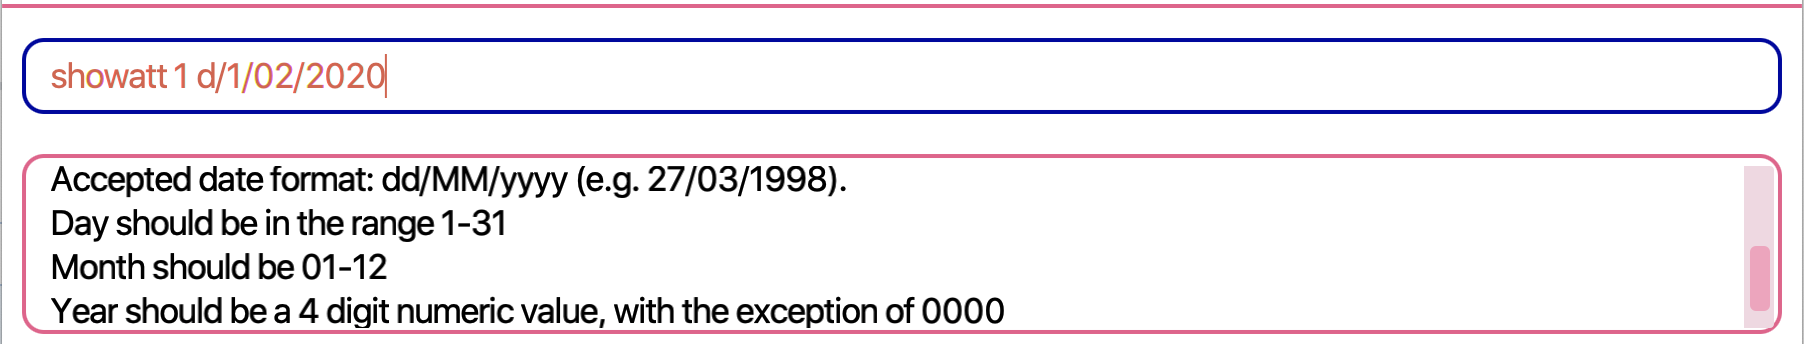 showatt 1 d/1/02/2020
Accepted date format: dd/MM/yyyy (e.g. 27/03/1998).
Day should be in the range 1-31
Month should be 01-12
Year should be a 4 digit numeric value, with the exception of 0000